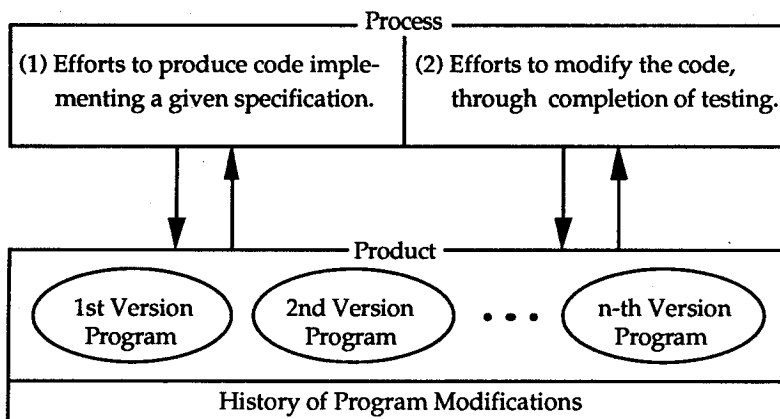 Process
(1) Efforts to produce code imple-
menting a given specification.
(2) Efforts to modify the code,
through completion of testing.
Product
1st Version
Program
2nd Version
Program
• • •
n-th Version
Program
History of Program Modifications